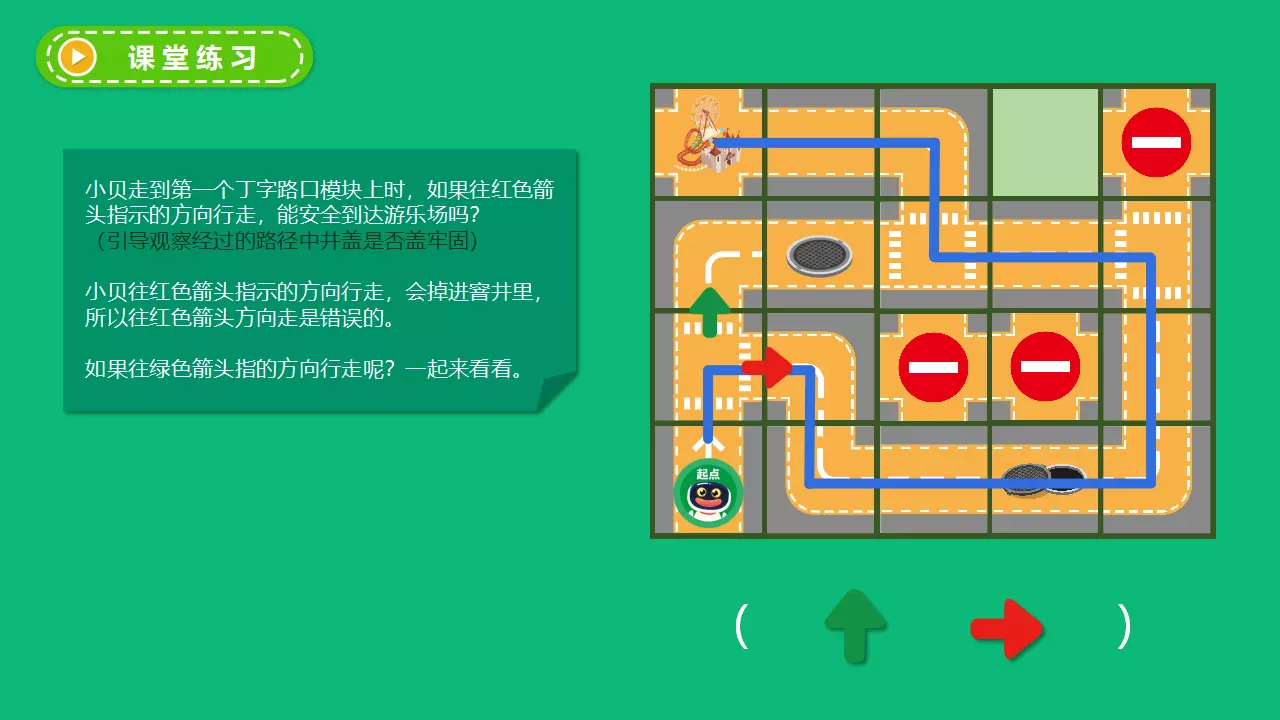 课堂练习
小贝走到第一个丁字路口模块上时，如果往红色箭
头指示的方向行走，能安全到达游乐场吗？
（引导观察经过的路径中井盖是否盖牢固）
小贝往红色箭头指示的方向行走，会掉进窨井里，
所以往红色箭头方向走是错误的。
如果往绿色箭头指的方向行走呢？一起来看看。
起点
（ ）